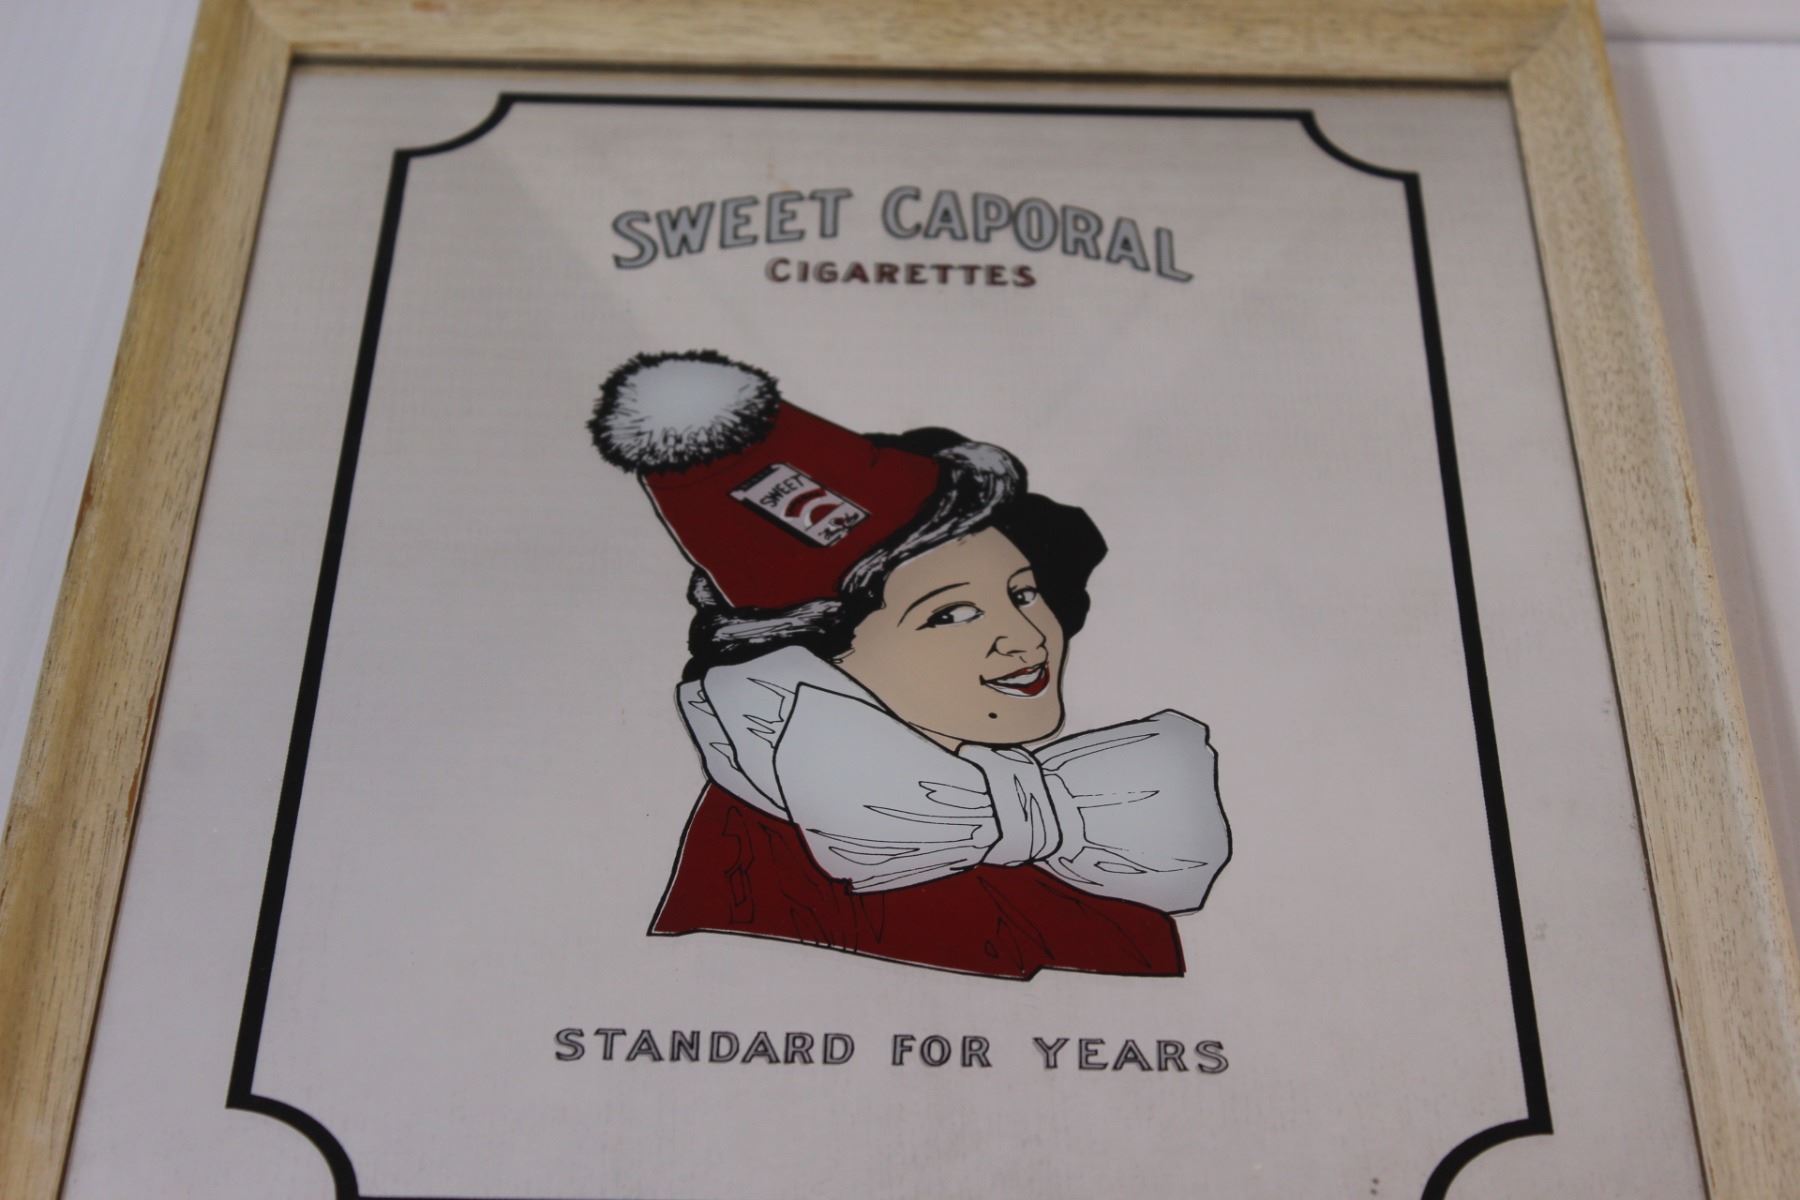 SWEET CAPORAL
CIGARETTES
SWEET
STANDARD FOR YEARS